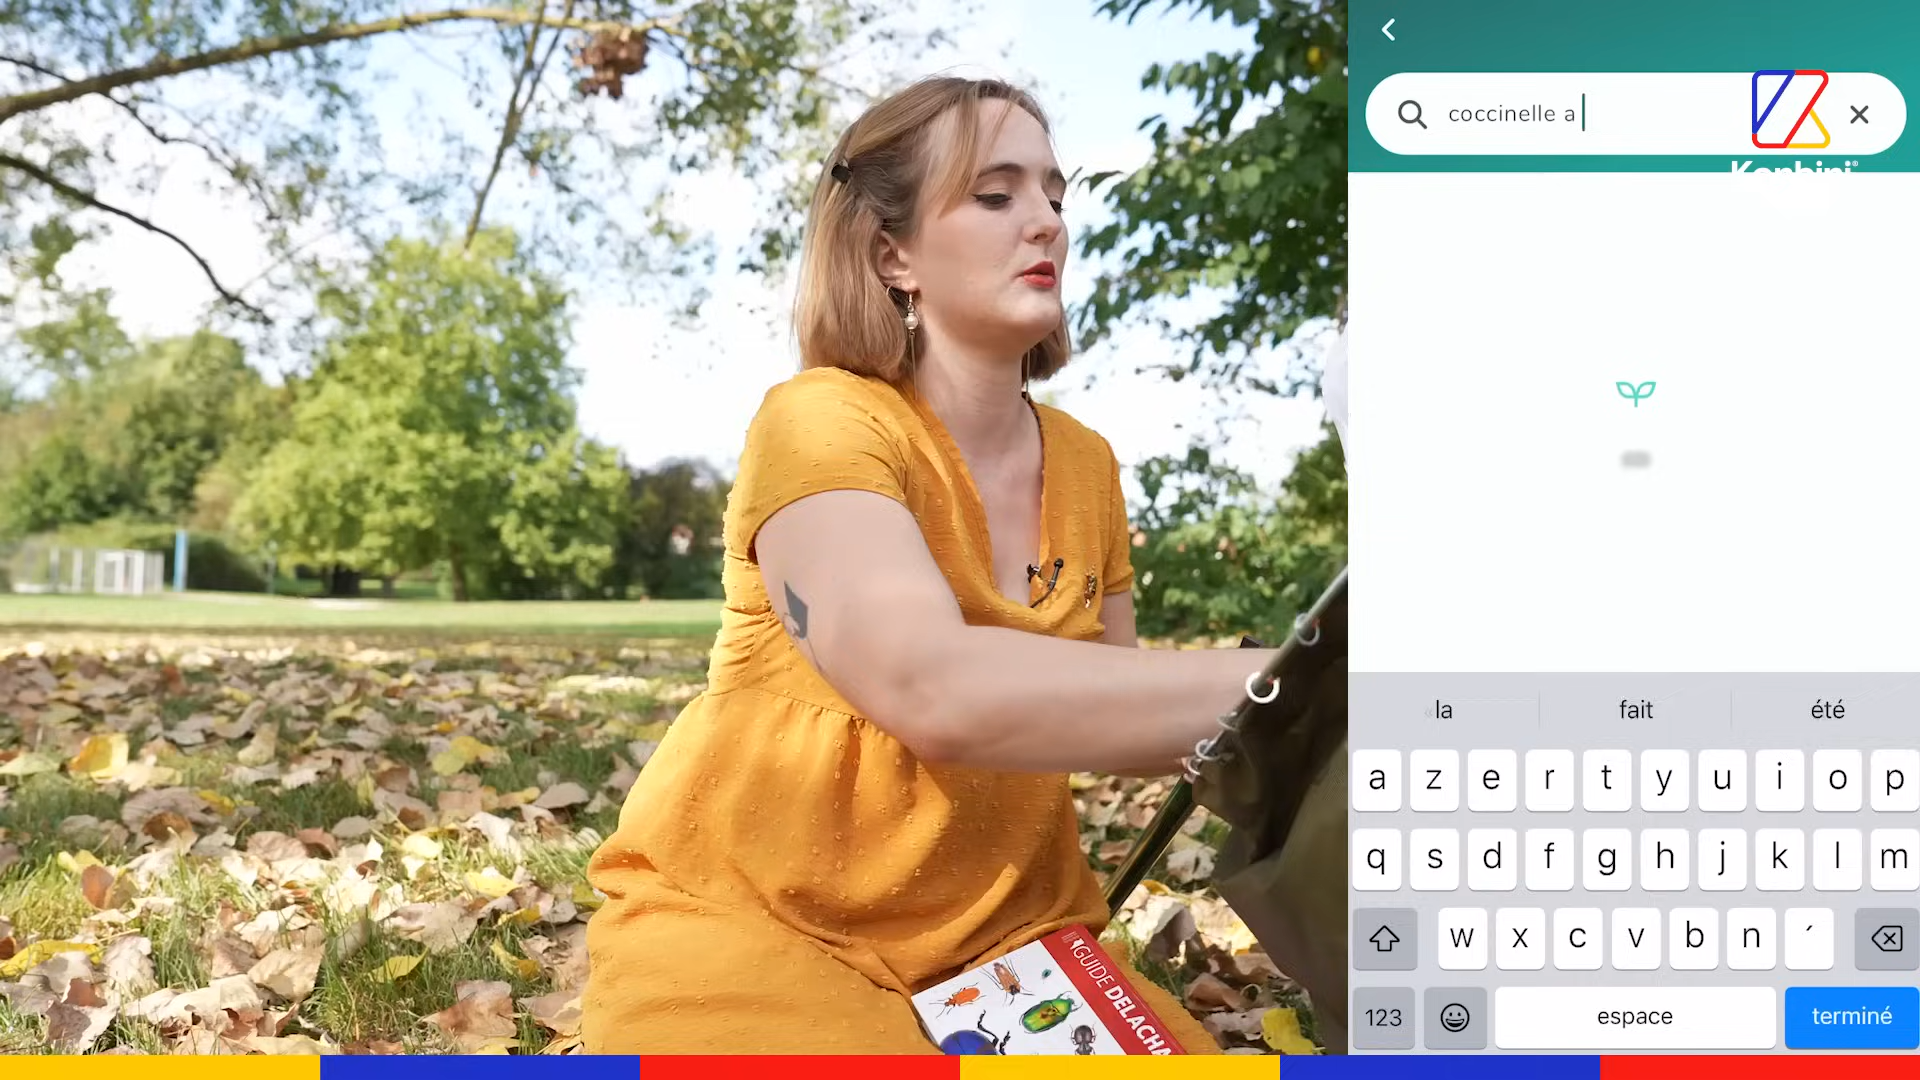 coccinelle a
Konbini
la
fait
été
a z e r t y u i o p
q s d f g h j k l m
w x c v b n ´
123
espace
terminé
GUIDE DELACHA